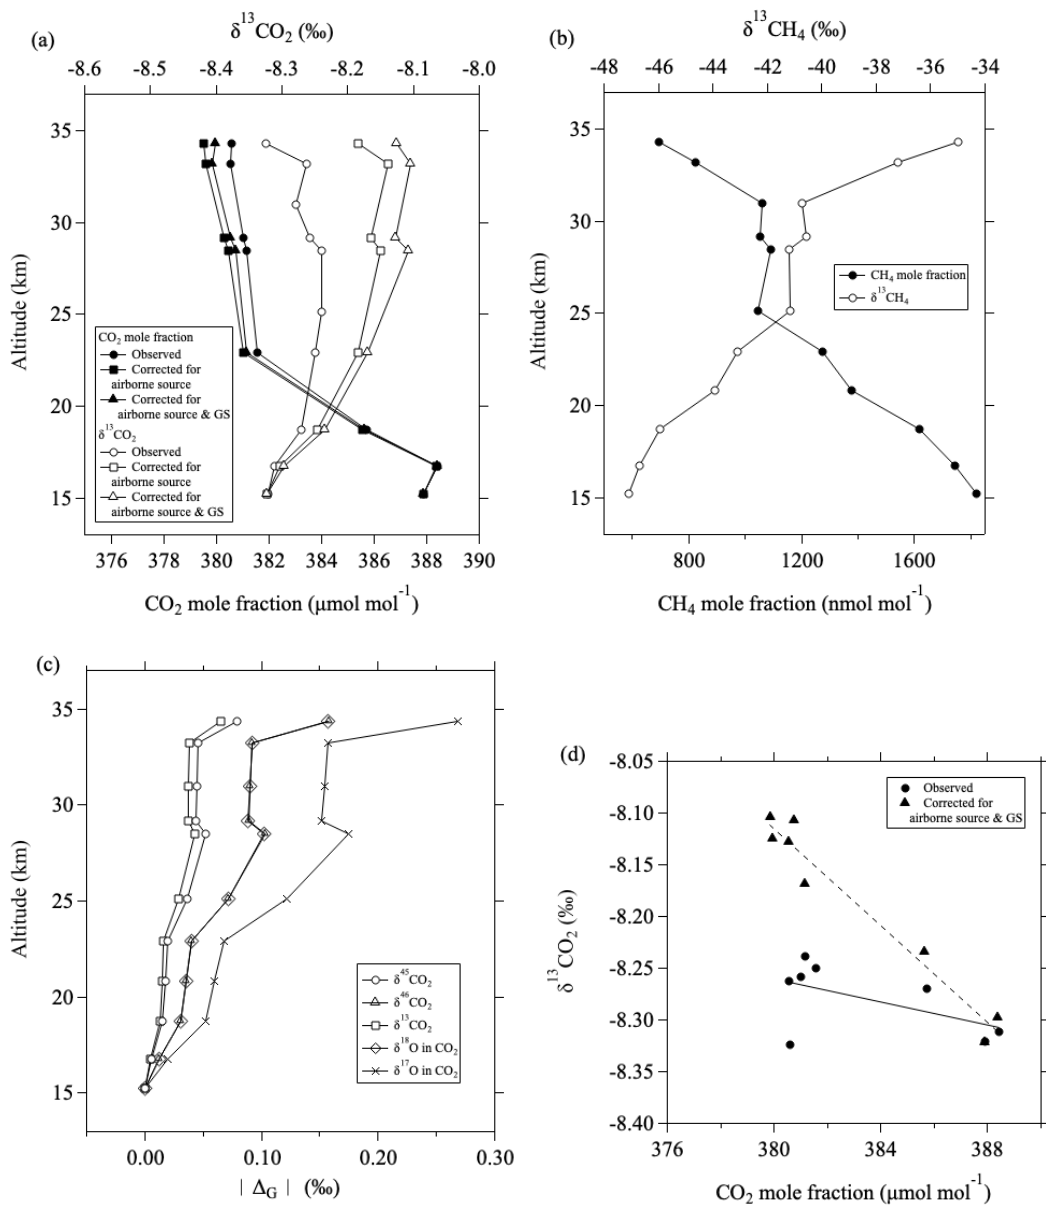 (a)
δ¹³CO₂ (‰)
-8.6 -8.5 -8.4 -8.3 -8.2 -8.1 -8.0
35
30
25
20
15
Altitude (km)
CO₂ mole fraction
Observed
Corrected for
airborne source
Corrected for
airborne source & GS
δ¹³CO₂
Observed
Corrected for
airborne source
Corrected for
airborne source & GS
376 378 380 382 384 386 388 390
CO₂ mole fraction (μmol mol⁻¹)
(b)
δ¹³CH₄ (‰)
-48 -46 -44 -42 -40 -38 -36 -34
35
30
25
20
15
Altitude (km)
CH₄ mole fraction
δ¹³CH₄
800 1200 1600
CH₄ mole fraction (nmol mol⁻¹)
(c)
35
30
25
20
15
Altitude (km)
δ⁴⁵CO₂
δ⁴⁶CO₂
δ¹³CO₂
δ¹⁸O in CO₂
δ¹⁷O in CO₂
0.00 0.10 0.20 0.30
| Δ_G | (‰)
(d)
-8.05
-8.10
-8.15
-8.20
-8.25
-8.30
-8.35
-8.40
δ¹³CO₂ (‰)
Observed
Corrected for
airborne source & GS
376 380 384 388
CO₂ mole fraction (μmol mol⁻¹)